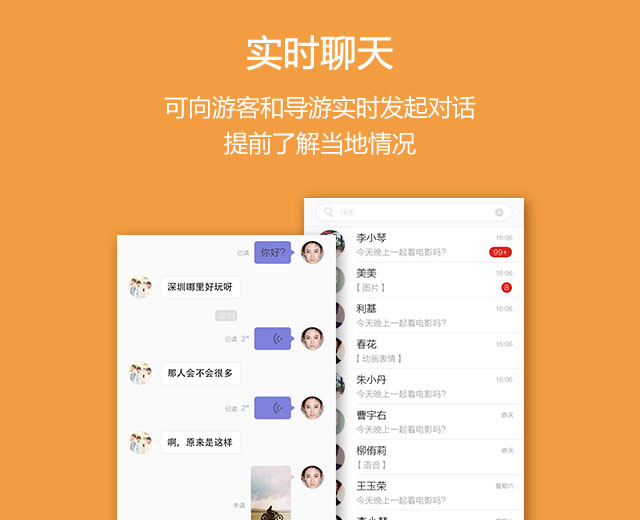 实时聊天
可向游客和导游实时发起对话
提前了解当地情况
已读 你好?
深圳哪里好玩呀
22:51
已读 2"
那人会不会很多
已读 2"
啊，原来是这样
未读
搜索
李小琴 16:06
今天晚上一起看电影吗? 99+
美美 16:06
【图片】 8
利基 16:06
今天晚上一起看电影吗?
春花 16:06
【动画表情】
朱小丹 16:06
今天晚上一起看电影吗?
曹宇右 昨天
今天晚上一起看电影吗?
柳侑莉 昨天
【语音】
王玉荣 星期六
今天晚上一起看电影吗?
李小琴